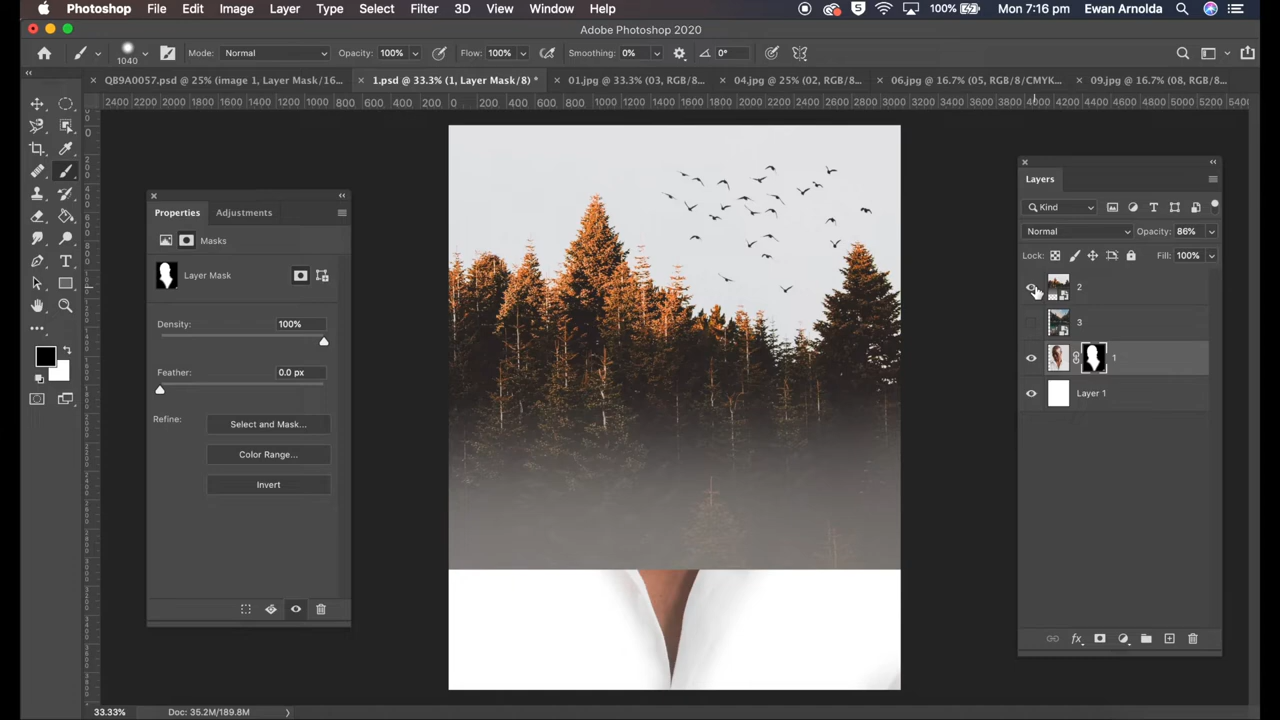 Photoshop File Edit Image Layer Type Select Filter 3D View Window Help 5 100% Mon 7:16 pm Ewan Arnolda
Adobe Photoshop 2020
1040 Mode: Normal Opacity: 100% Flow: 100% Smoothing: 0% 0°
QB9A0057.psd @ 25% (image 1, Layer Mask/16... 1.psd @ 33.3% (1, Layer Mask/8) * 01.jpg @ 33.3% (03, RGB/8... 04.jpg @ 25% (02, RGB/8... 06.jpg @ 16.7% (05, RGB/8/CMYK... 09.jpg @ 16.7% (08, RGB/8...
2400 2200 2000 1800 1600 1400 1200 1000 800 600 400 200 0 200 400 600 800 1000 1200 1400 1600 1800 2000 2200 2400 2600 2800 3000 3200 3400 3600 3800 4000 4200 4400 4600 4800 5000 5200 5400
Properties Adjustments
Masks
Layer Mask
Density: 100%
Feather: 0.0 px
Refine: Select and Mask...
Color Range...
Invert
Layers
Kind
Normal Opacity: 86%
Lock: Fill: 100%
2
3
1
Layer 1
33.33% Doc: 35.2M/189.8M